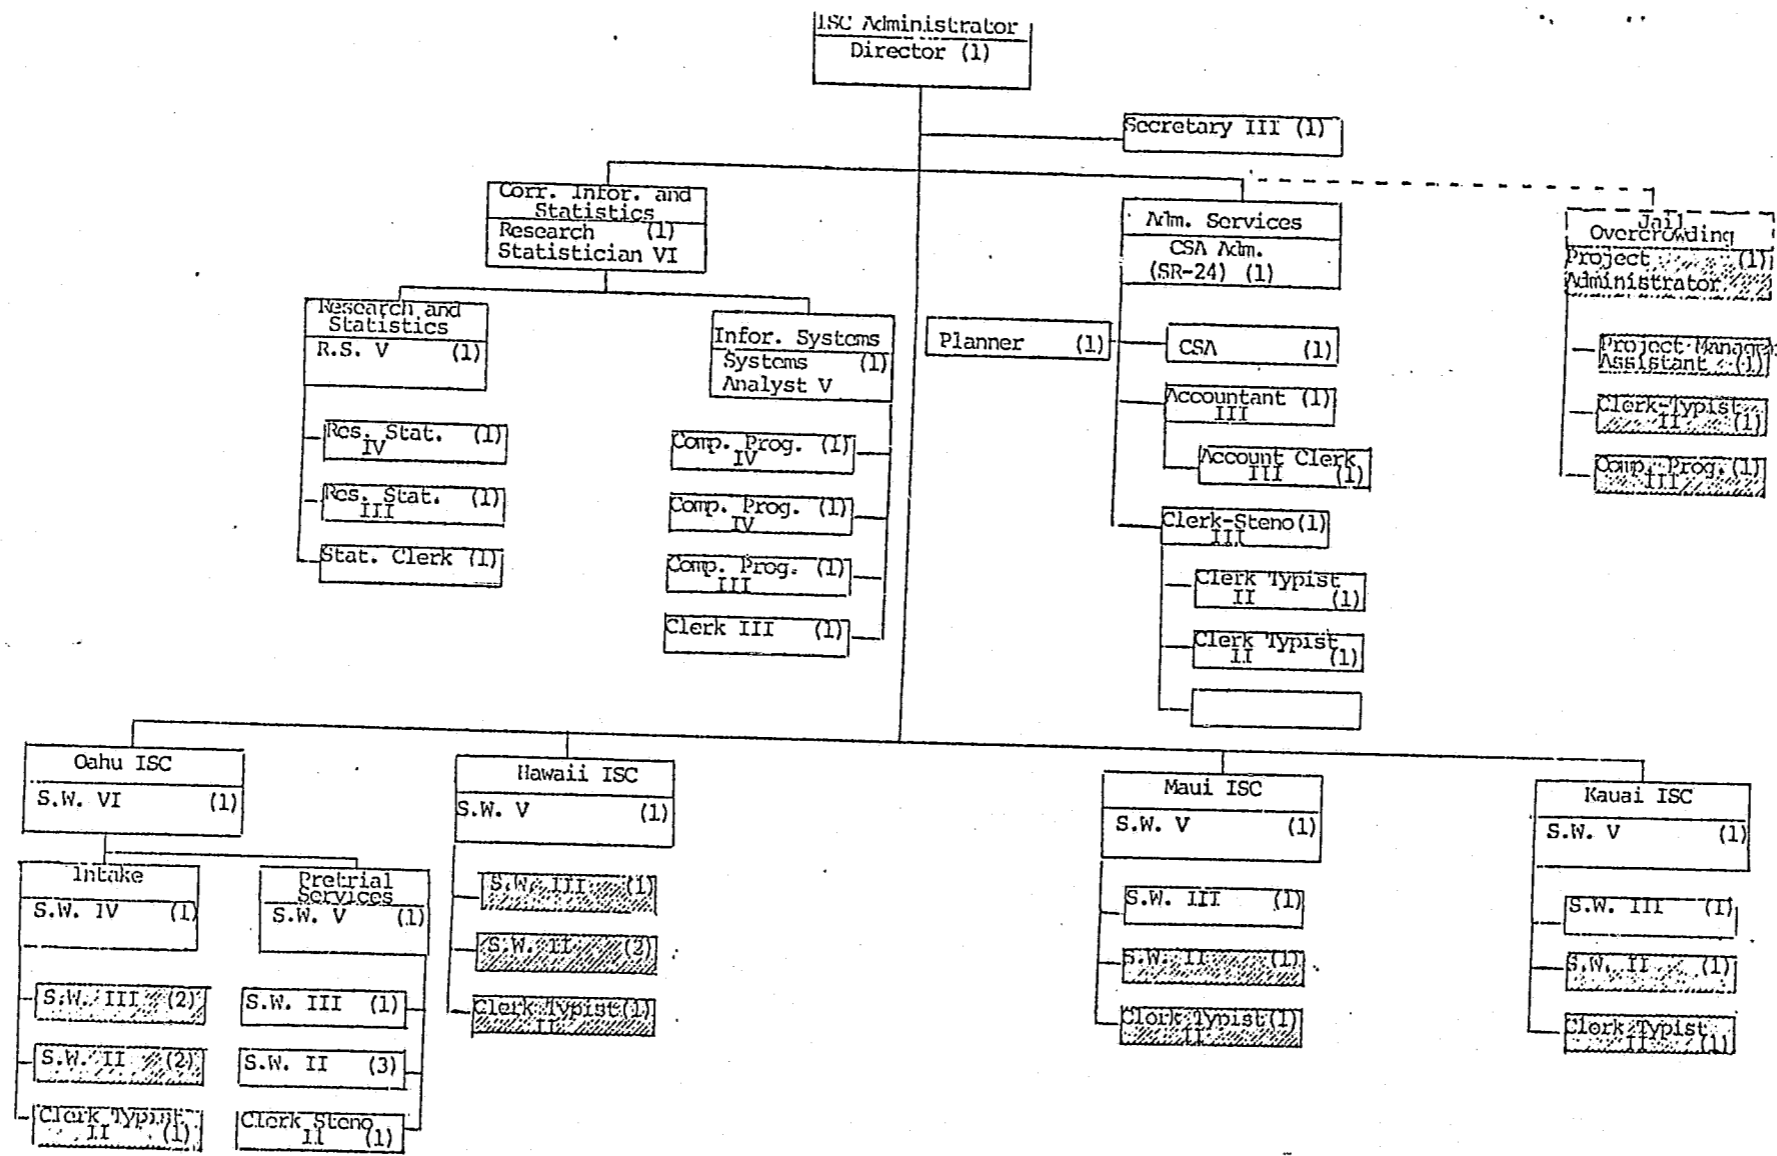 ISC Administrator
Director (1)
Secretary III (1)
Corr. Infor. and
Statistics
Research (1)
Statistician VI
Adm. Services
CSA Adm.
(SR-24) (1)
Jail
Overcrowding
Project (1)
Administrator
Research and
Statistics
R.S. V (1)
Infor. Systems
Systems (1)
Analyst V
Planner (1)
CSA (1)
Accountant (1)
III
Account Clerk
III (1)
Clerk-Steno (1)
III
Clerk Typist
II (1)
Clerk Typist
II (1)
Project Manage
Assistant (1)
Clerk-Typist
II (1)
Comp. Prog. (1)
III
Res. Stat. (1)
IV
Res. Stat. (1)
III
Stat. Clerk (1)
Comp. Prog. (1)
IV
Comp. Prog. (1)
IV
Comp. Prog. (1)
III
Clerk III (1)
Oahu ISC
S.W. VI (1)
Hawaii ISC
S.W. V (1)
Maui ISC
S.W. V (1)
Kauai ISC
S.W. V (1)
Intake
S.W. IV (1)
Pretrial
Services
S.W. V (1)
S.W. III (2)
S.W. II (2)
Clerk Typist
II (1)
S.W. III (1)
S.W. II (3)
Clerk Steno
II (1)
S.W. III (1)
S.W. II (2)
Clerk Typist (1)
II
S.W. III (1)
S.W. II (1)
Clerk Typist (1)
II
S.W. III (1)
S.W. II (1)
Clerk Typist
II (1)